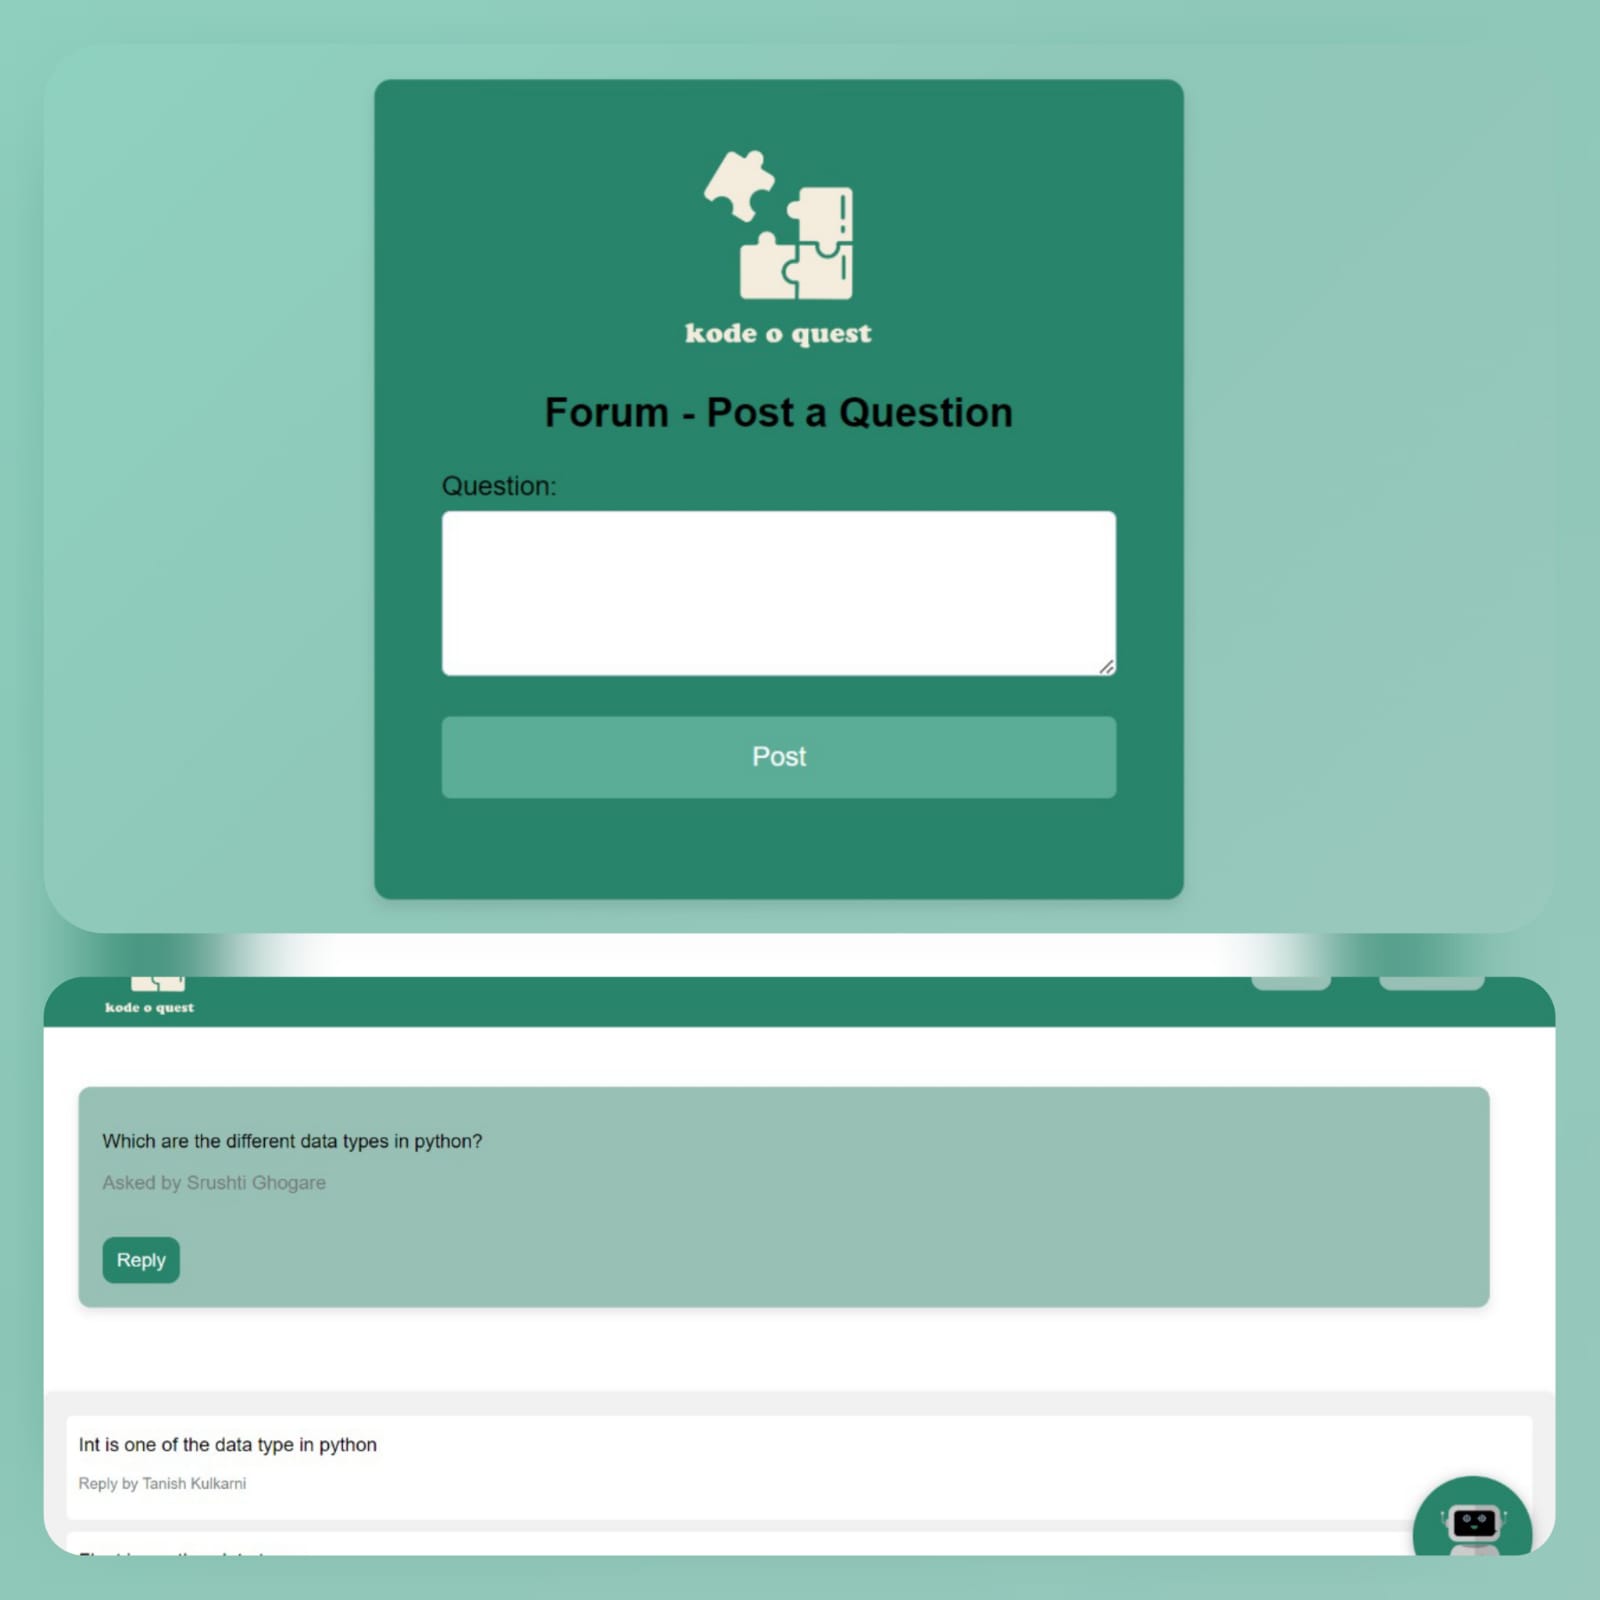 kode o quest
Forum - Post a Question
Question:
Post
kode o quest
Which are the different data types in python?
Asked by Srushti Ghogare
Reply
Int is one of the data type in python
Reply by Tanish Kulkarni